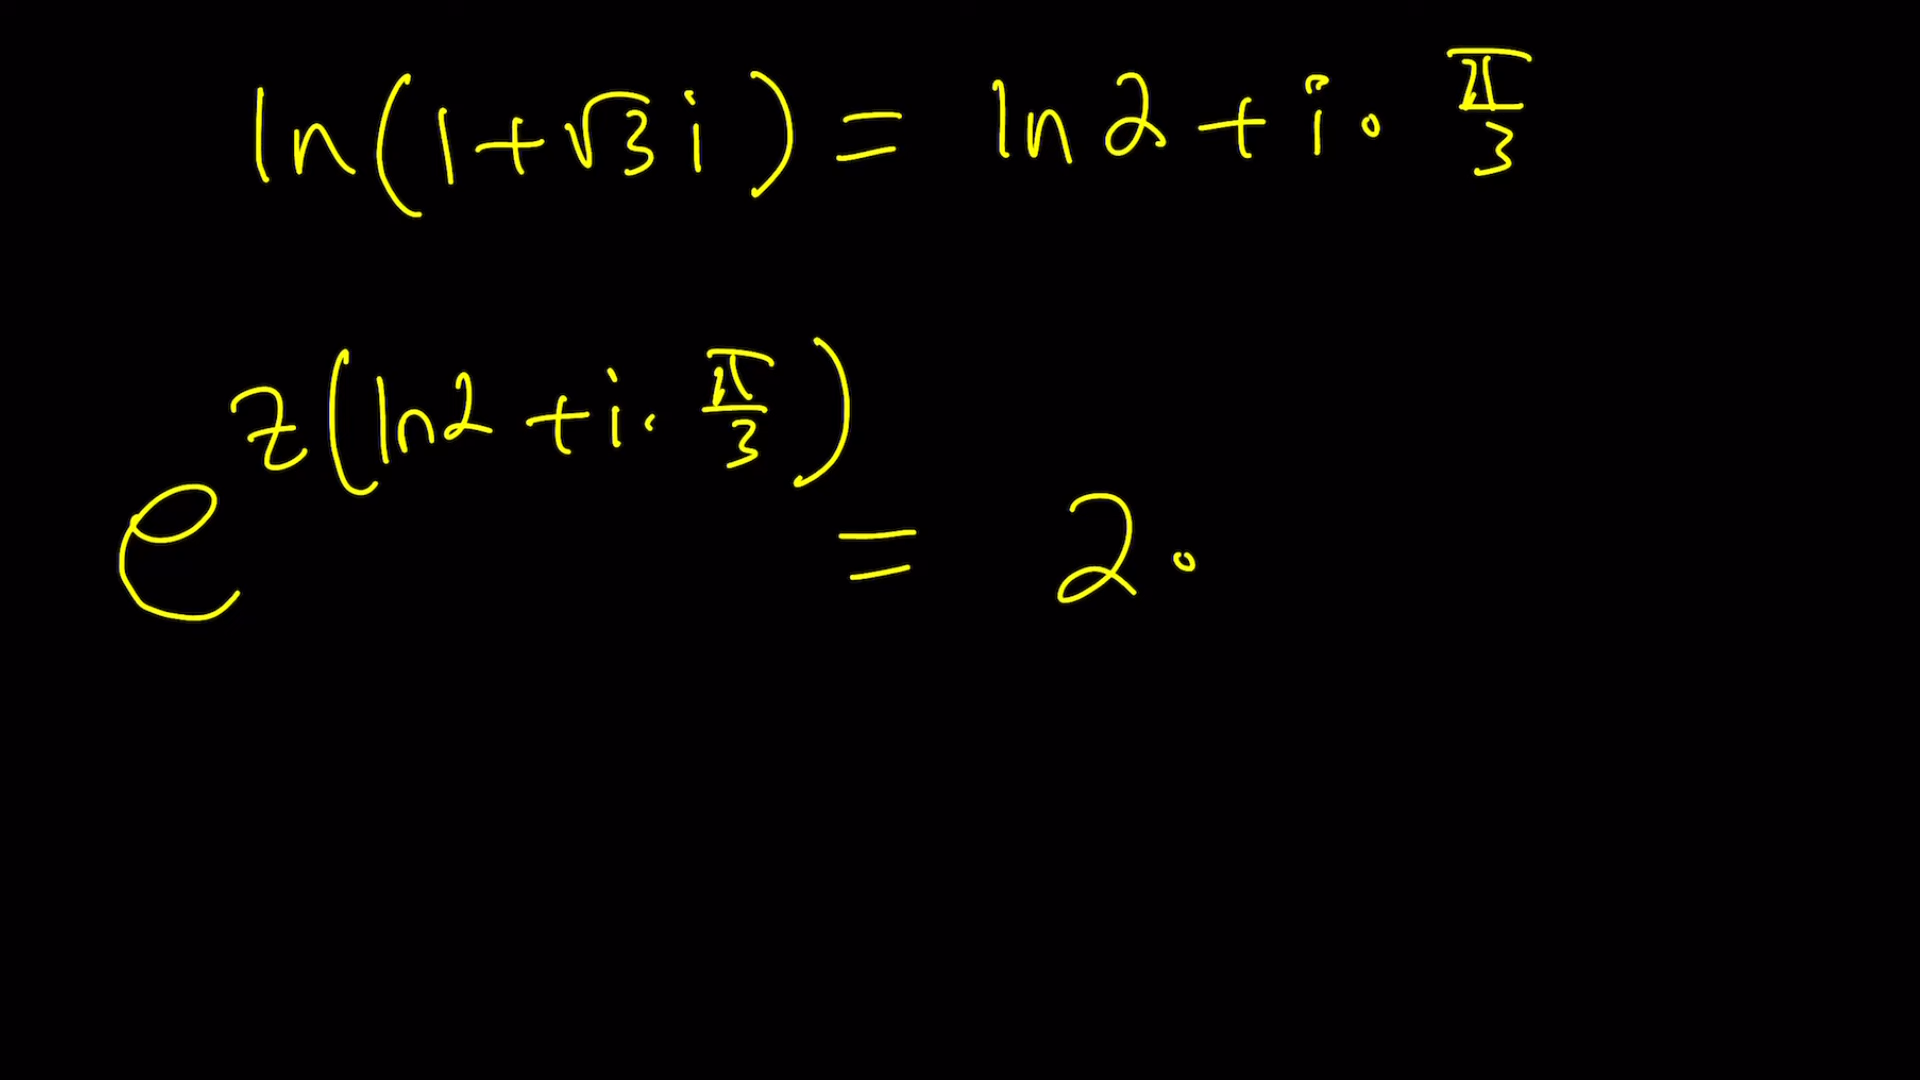 ln(1+√3i) = ln2+i·π/3
e^z(ln2+i·π/3) = 2·